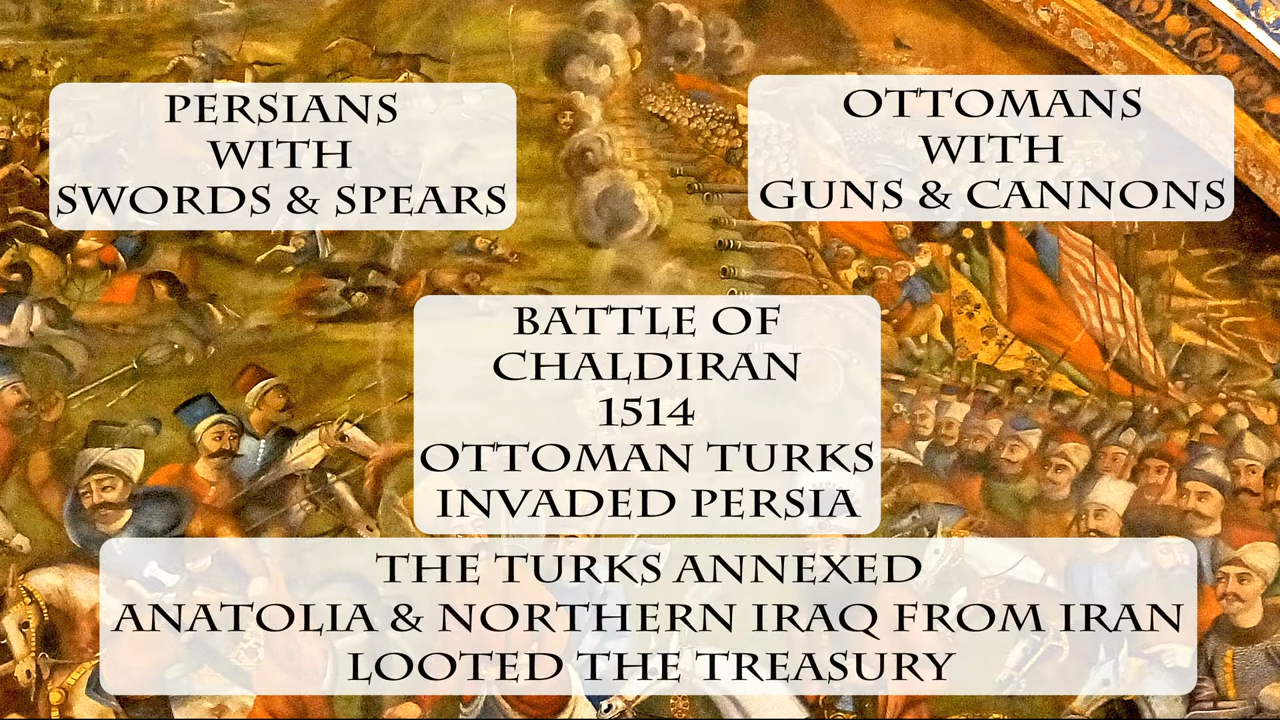 PERSIANS
WITH
SWORDS & SPEARS
OTTOMANS
WITH
GUNS & CANNONS
BATTLE OF
CHALDIRAN
1514
OTTOMAN TURKS
INVADED PERSIA
THE TURKS ANNEXED
ANATOLIA & NORTHERN IRAQ FROM IRAN
LOOTED THE TREASURY